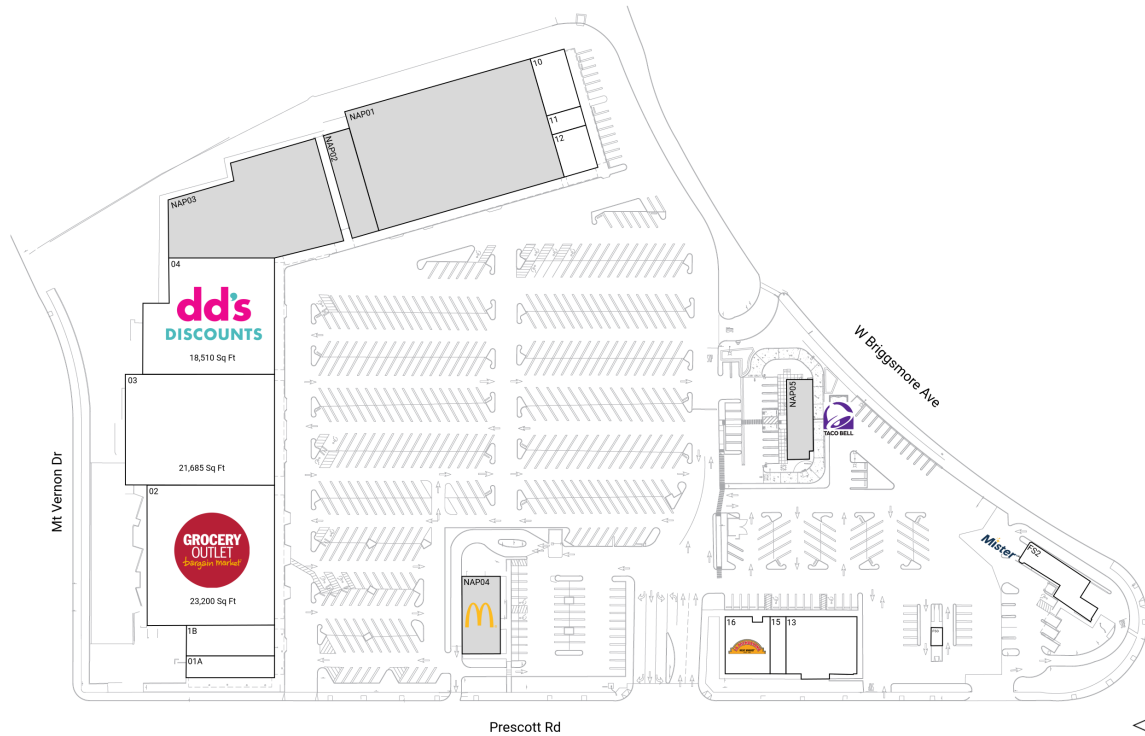 10
NAP01
11
12
NAP02
NAP03
04
dd's
DISCOUNTS
18,510 Sq Ft
W Briggsmore Ave
03
NAP05
TACO BELL
21,685 Sq Ft
Mt Vernon Dr
02
GROCERY
OUTLET
bargain market
23,200 Sq Ft
Mister
FS2
NAP04
1B
01A
16
15
13
Prescott Rd